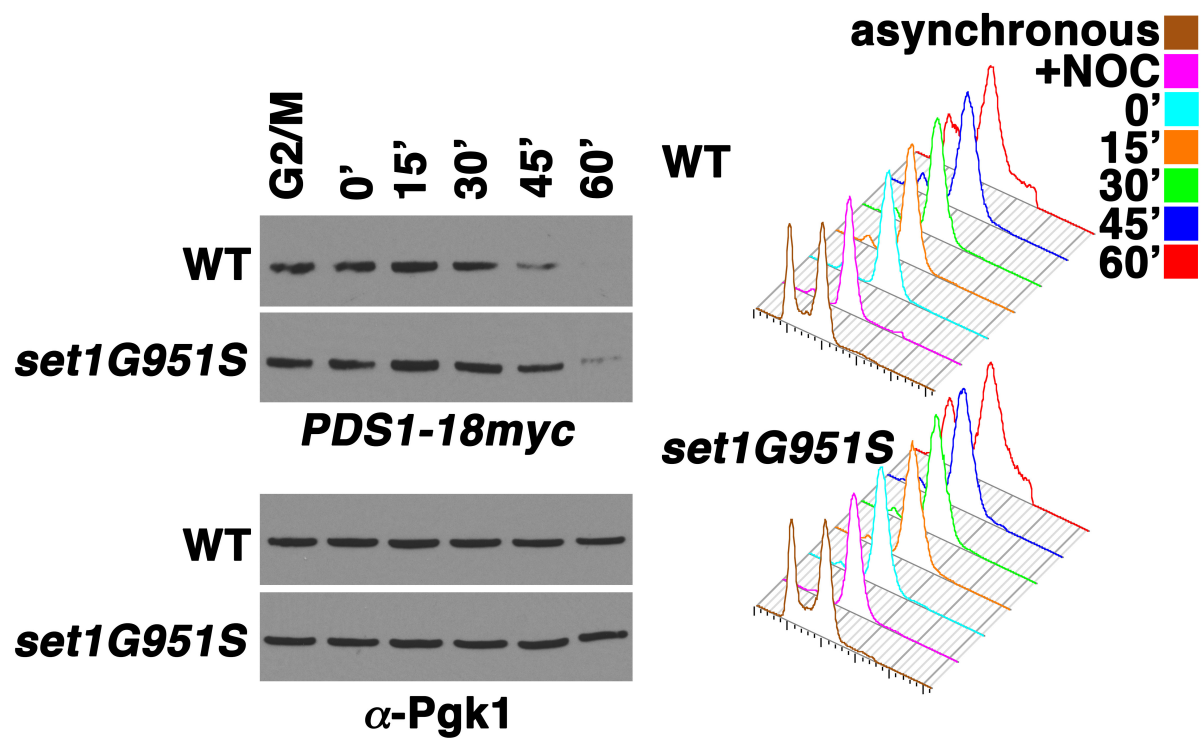 G2/M 0’ 15’ 30’ 45’ 60’
WT
set1G951S
PDS1-18myc
WT
set1G951S
α-Pgk1
asynchronous
+NOC
0’
15’
30’
45’
60’
WT
set1G951S